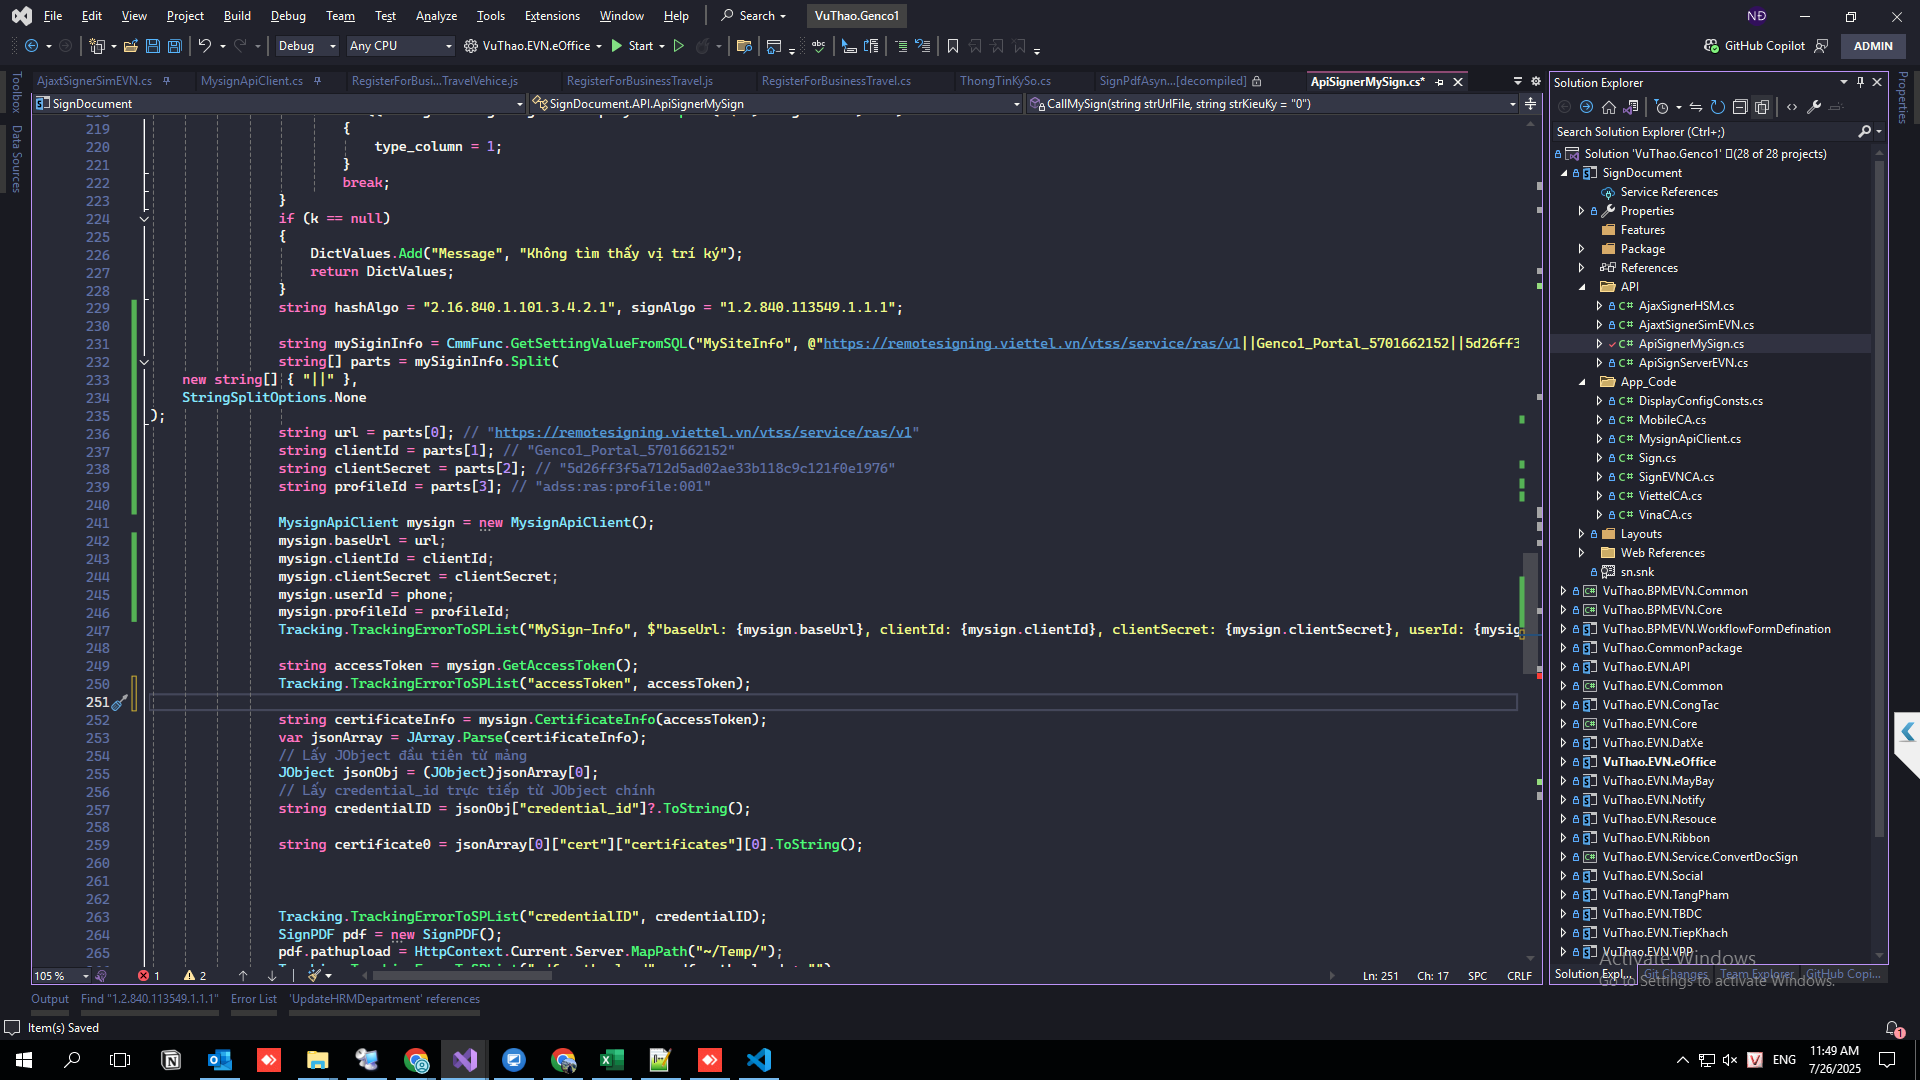 File Edit View Project Build Debug Team Test Analyze Tools Extensions Window Help Search VuThao.Genco1 NĐ
Debug Any CPU VuThao.EVN.eOffice Start GitHub Copilot ADMIN
AjaxtSignerSimEVN.cs MysignApiClient.cs RegisterForBusi...TravelVehice.js RegisterForBusinessTravel.js RegisterForBusinessTravel.cs ThongTinKySo.cs SignPdfAsyn...[decompiled] ApiSignerMySign.cs*
SignDocument SignDocument.API.ApiSignerMySign CallMySign(string strUrlFile, string strKieuKy = "0")
Toolbox
Data Sources
219 {
220 type_column = 1;
221 }
222 break;
223 }
224 if (k == null)
225 {
226 DictValues.Add("Message", "Không tìm thấy vị trí ký");
227 return DictValues;
228 }
229 string hashAlgo = "2.16.840.1.101.3.4.2.1", signAlgo = "1.2.840.113549.1.1.1";
230
231 string mySiginInfo = CmmFunc.GetSettingValueFromSQL("MySiteInfo", @"https://remotesigning.viettel.vn/vtss/service/ras/v1||Genco1_Portal_5701662152||5d26ff3
232 string[] parts = mySiginInfo.Split(
233 new string[] { "||" },
234 StringSplitOptions.None
235 );
236 string url = parts[0]; // "https://remotesigning.viettel.vn/vtss/service/ras/v1"
237 string clientId = parts[1]; // "Genco1_Portal_5701662152"
238 string clientSecret = parts[2]; // "5d26ff3f5a712d5ad02ae33b118c9c121f0e1976"
239 string profileId = parts[3]; // "adss:ras:profile:001"
240
241 MysignApiClient mysign = new MysignApiClient();
242 mysign.baseUrl = url;
243 mysign.clientId = clientId;
244 mysign.clientSecret = clientSecret;
245 mysign.userId = phone;
246 mysign.profileId = profileId;
247 Tracking.TrackingErrorToSPList("MySign-Info", $"baseUrl: {mysign.baseUrl}, clientId: {mysign.clientId}, clientSecret: {mysign.clientSecret}, userId: {mysig
248
249 string accessToken = mysign.GetAccessToken();
250 Tracking.TrackingErrorToSPList("accessToken", accessToken);
251
252 string certificateInfo = mysign.CertificateInfo(accessToken);
253 var jsonArray = JArray.Parse(certificateInfo);
254 // Lấy JObject đầu tiên từ mảng
255 JObject jsonObj = (JObject)jsonArray[0];
256 // Lấy credential_id trực tiếp từ JObject chính
257 string credentialID = jsonObj["credential_id"]?.ToString();
258
259 string certificate0 = jsonArray[0]["cert"]["certificates"][0].ToString();
260
261
262
263 Tracking.TrackingErrorToSPList("credentialID", credentialID);
264 SignPDF pdf = new SignPDF();
265 pdf.pathupload = HttpContext.Current.Server.MapPath("~/Temp/");
105 % 1 2 Ln: 251 Ch: 17 SPC CRLF
Output Find "1.2.840.113549.1.1.1" Error List 'UpdateHRMDepartment' references
Item(s) Saved
Solution Explorer
Search Solution Explorer (Ctrl+;)
Solution 'VuThao.Genco1' (28 of 28 projects)
SignDocument
Service References
Properties
Features
Package
References
API
C# AjaxSignerHSM.cs
C# AjaxtSignerSimEVN.cs
C# ApiSignerMySign.cs
C# ApiSignServerEVN.cs
App_Code
C# DisplayConfigConsts.cs
C# MobileCA.cs
C# MysignApiClient.cs
C# Sign.cs
C# SignEVNCA.cs
C# ViettelCA.cs
C# VinaCA.cs
Layouts
Web References
sn.snk
VuThao.BPMEVN.Common
VuThao.BPMEVN.Core
VuThao.BPMEVN.WorkflowFormDefination
VuThao.CommonPackage
VuThao.EVN.API
VuThao.EVN.Common
VuThao.EVN.CongTac
VuThao.EVN.Core
VuThao.EVN.DatXe
VuThao.EVN.eOffice
VuThao.EVN.MayBay
VuThao.EVN.Notify
VuThao.EVN.Resouce
VuThao.EVN.Ribbon
VuThao.EVN.Service.ConvertDocSign
VuThao.EVN.Social
VuThao.EVN.TangPham
VuThao.EVN.TBDC
VuThao.EVN.TiepKhach
VuThao.EVN.VPP
Solution Expl... Git Changes Team Explorer GitHub Copi...
Activate Windows
Go to Settings to activate Windows.
Properties
1
ENG
11:49 AM
7/26/2025